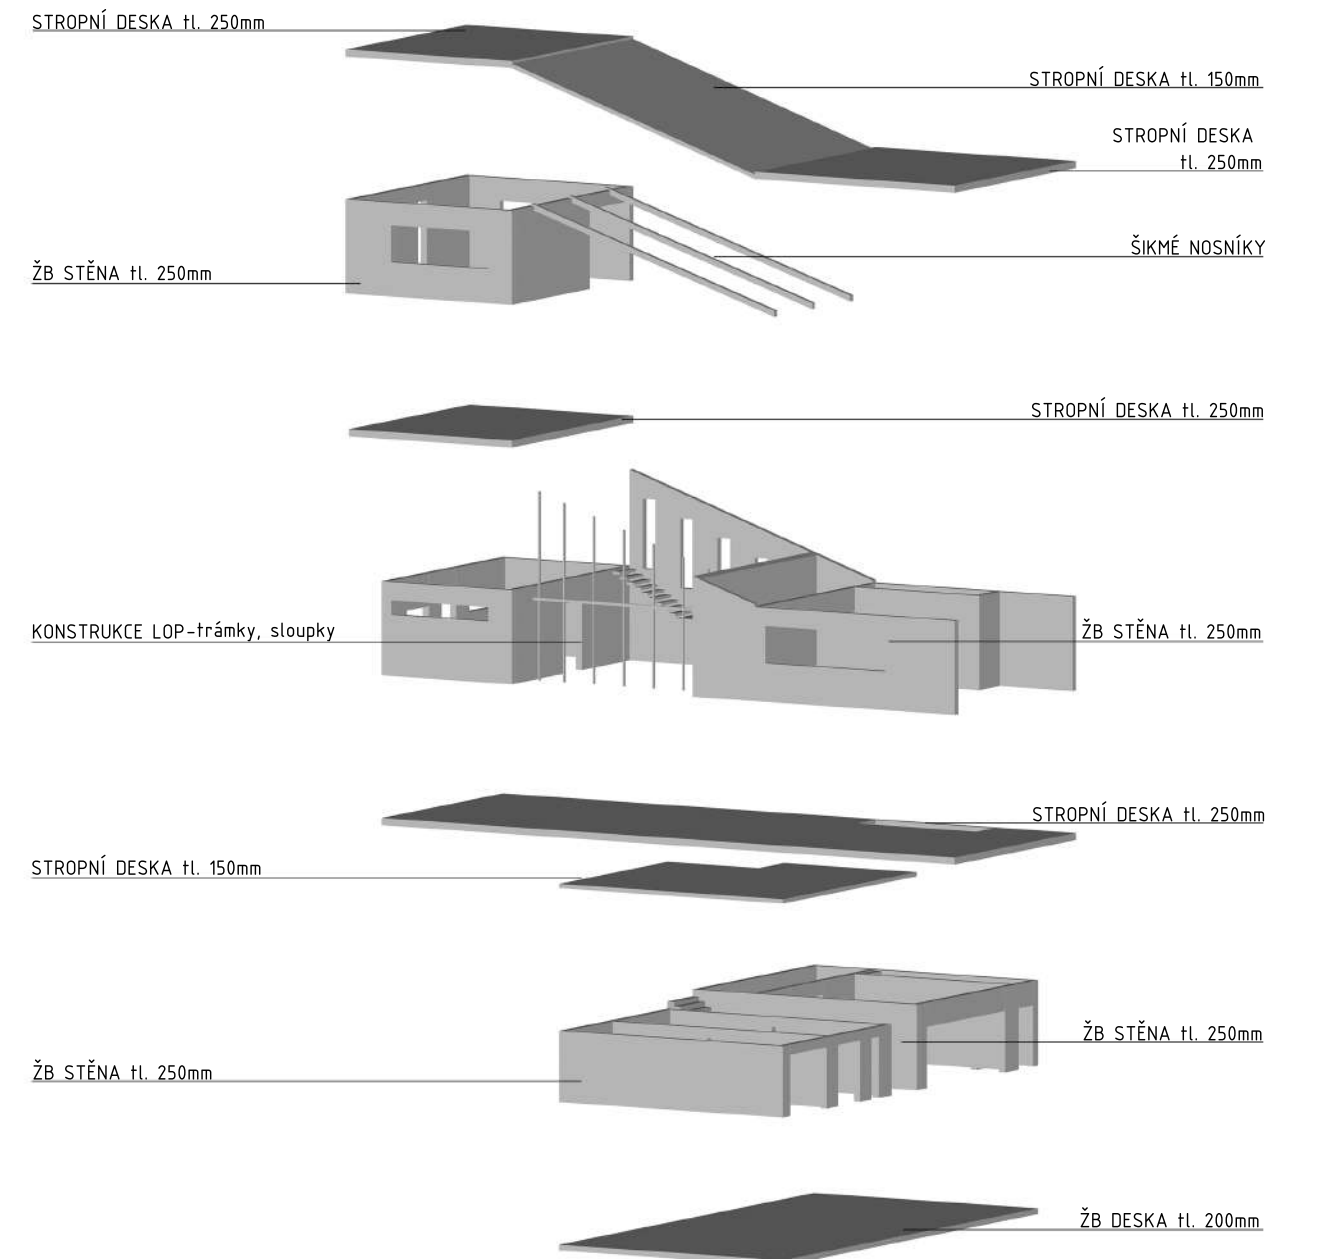 STROPNÍ DESKA tl. 250mm
STROPNÍ DESKA tl. 150mm
STROPNÍ DESKA
tl. 250mm
ŠIKMÉ NOSNÍKY
ŽB STĚNA tl. 250mm
STROPNÍ DESKA tl. 250mm
KONSTRUKCE LOP-trámky, sloupky
ŽB STĚNA tl. 250mm
STROPNÍ DESKA tl. 250mm
STROPNÍ DESKA tl. 150mm
ŽB STĚNA tl. 250mm
ŽB STĚNA tl. 250mm
ŽB DESKA tl. 200mm